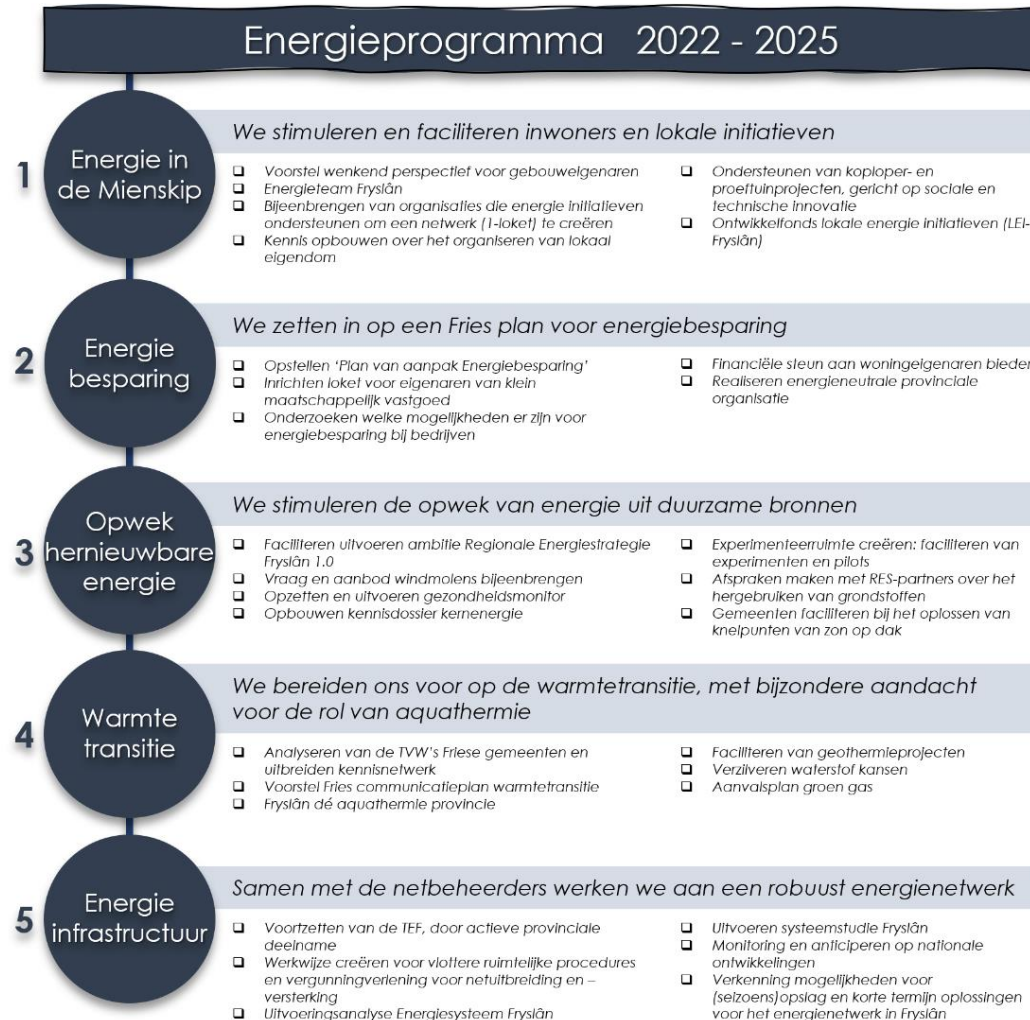 Energieprogramma 2022 - 2025
1
Energie in
de Mienskip
We stimuleren en faciliteren inwoners en lokale initiatieven
❑ Voorstel wenkend perspectief voor gebouweigenaren
❑ Energieteam Fryslân
❑ Bijeenbrengen van organisaties die energie initiatieven
ondersteunen om een netwerk (1-loket) te creëren
❑ Kennis opbouwen over het organiseren van lokaal
eigendom
❑ Ondersteunen van koploper- en
proeftuinprojecten, gericht op sociale en
technische innovatie
❑ Ontwikkelfonds lokale energie initiatieven (LEI-
Fryslân)
2
Energie
besparing
We zetten in op een Fries plan voor energiebesparing
❑ Opstellen ‘Plan van aanpak Energiebesparing’
❑ Inrichten loket voor eigenaren van klein
maatschappelijk vastgoed
❑ Onderzoeken welke mogelijkheden er zijn voor
energiebesparing bij bedrijven
❑ Financiële steun aan woningeigenaren bieden
❑ Realiseren energieneutrale provinciale
organisatie
3
Opwek
hernieuwbare
energie
We stimuleren de opwek van energie uit duurzame bronnen
❑ Faciliteren uitvoeren ambitie Regionale Energiestrategie
Fryslân 1.0
❑ Vraag en aanbod windmolens bijeenbrengen
❑ Opzetten en uitvoeren gezondheidsmonitor
❑ Opbouwen kennisdossier kernenergie
❑ Experimenteerruimte creëren: faciliteren van
experimenten en pilots
❑ Afspraken maken met RES-partners over het
hergebruiken van grondstoffen
❑ Gemeenten faciliteren bij het oplossen van
knelpunten van zon op dak
4
Warmte
transitie
We bereiden ons voor op de warmtetransitie, met bijzondere aandacht
voor de rol van aquathermie
❑ Analyseren van de TVW's Friese gemeenten en
uitbreiden kennisnetwerk
❑ Voorstel Fries communicatieplan warmtetransitie
❑ Fryslân dé aquathermie provincie
❑ Faciliteren van geothermieprojecten
❑ Verzilveren waterstof kansen
❑ Aanvalsplan groen gas
5
Energie
infrastructuur
Samen met de netbeheerders werken we aan een robuust energienetwerk
❑ Voortzetten van de TEF, door actieve provinciale
deelname
❑ Werkwijze creëren voor vlottere ruimtelijke procedures
en vergunningverlening voor netuitbreiding en –
versterking
❑ Uitvoeringsanalyse Energiesysteem Fryslân
❑ Uitvoeren systeemstudie Fryslân
❑ Monitoring en anticiperen op nationale
ontwikkelingen
❑ Verkenning mogelijkheden voor
(seizoens)opslag en korte termijn oplossingen
voor het energienetwerk in Fryslân